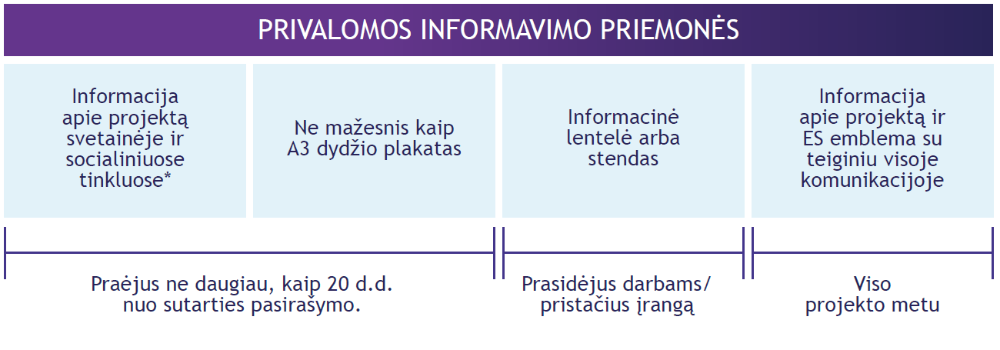 PRIVALOMOS INFORMAVIMO PRIEMONĖS
Informacija
apie projektą
svetainėje ir
socialiniuose
tinkluose*
Ne mažesnis kaip
A3 dydžio plakatas
Informacinė
lentelė arba
stendas
Informacija
apie projektą ir
ES emblema su
teiginiu visoje
komunikacijoje
Praėjus ne daugiau, kaip 20 d.d.
nuo sutarties pasirašymo.
Prasidėjus darbams/
pristačius įrangą
Viso
projekto metu